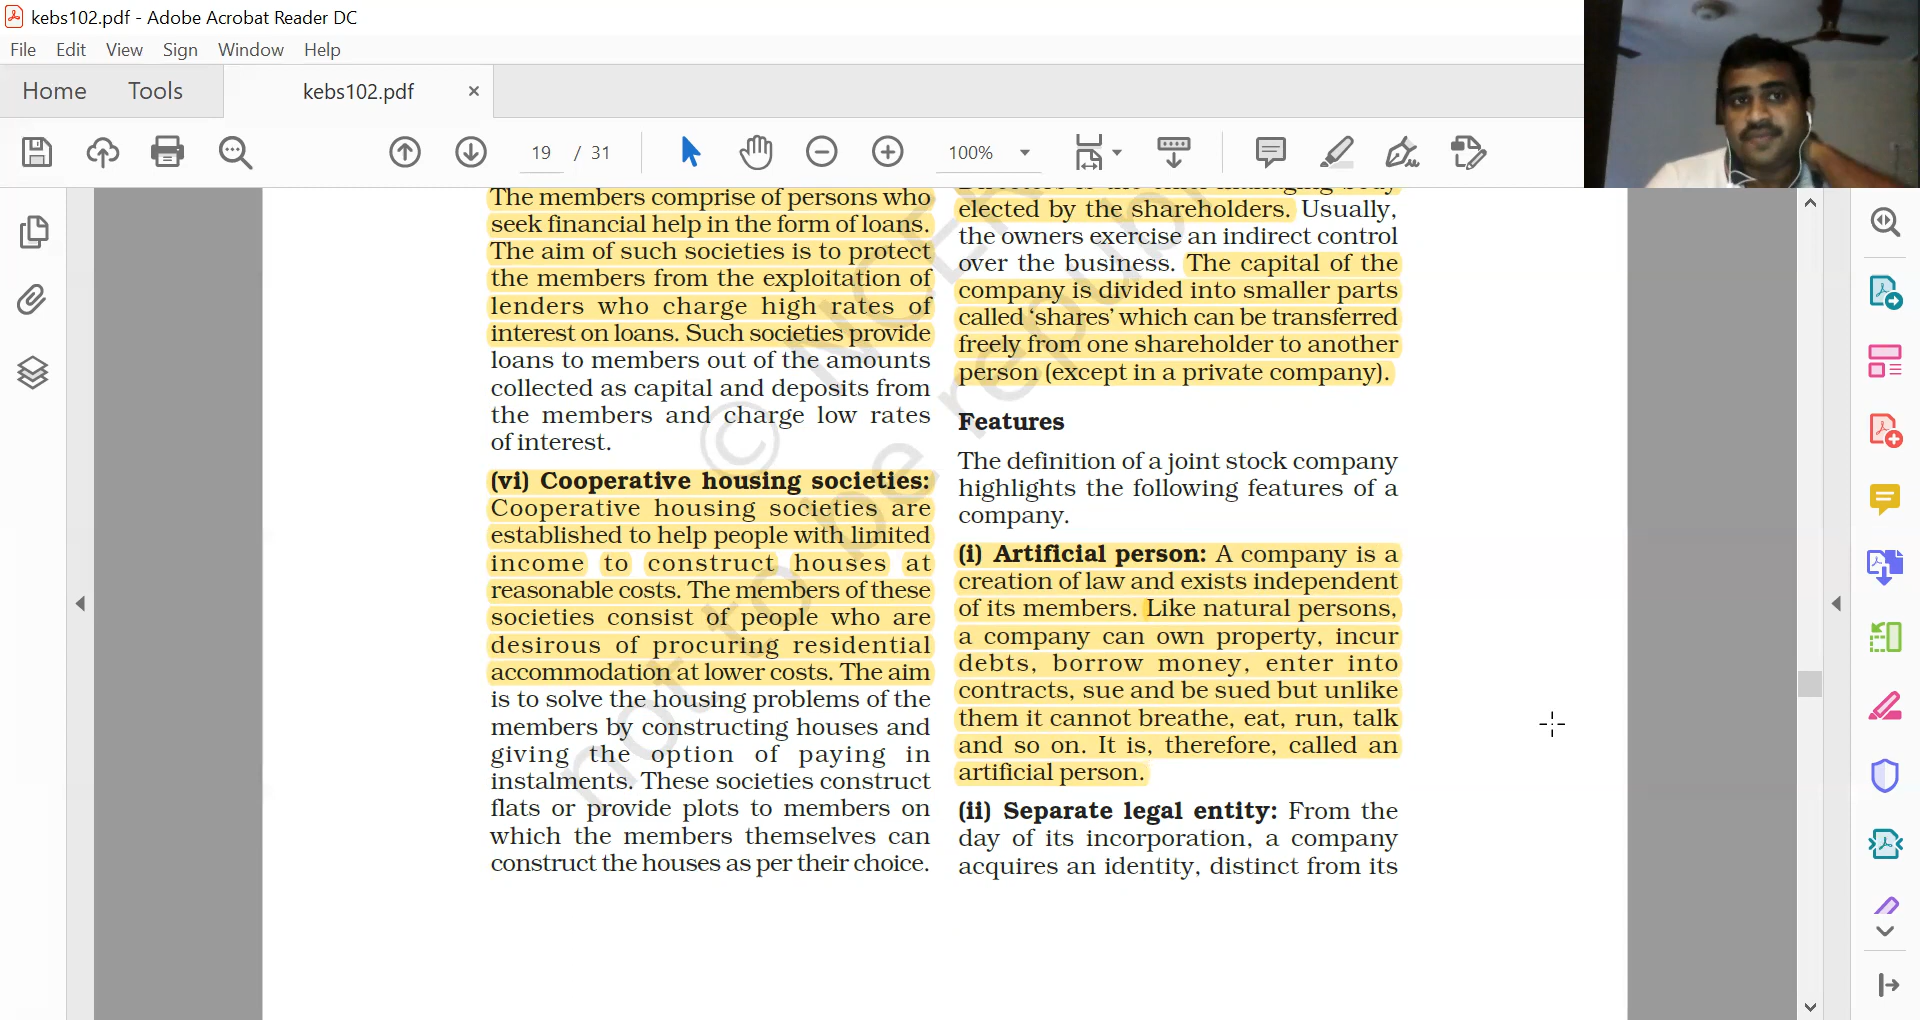 kebs102.pdf - Adobe Acrobat Reader DC
File Edit View Sign Window Help
Home Tools kebs102.pdf ×
19 / 31 100%
The members comprise of persons who
seek financial help in the form of loans.
The aim of such societies is to protect
the members from the exploitation of
lenders who charge high rates of
interest on loans. Such societies provide
loans to members out of the amounts
collected as capital and deposits from
the members and charge low rates
of interest.
(vi) Cooperative housing societies:
Cooperative housing societies are
established to help people with limited
income to construct houses at
reasonable costs. The members of these
societies consist of people who are
desirous of procuring residential
accommodation at lower costs. The aim
is to solve the housing problems of the
members by constructing houses and
giving the option of paying in
instalments. These societies construct
flats or provide plots to members on
which the members themselves can
construct the houses as per their choice.
elected by the shareholders. Usually,
the owners exercise an indirect control
over the business. The capital of the
company is divided into smaller parts
called ‘shares’ which can be transferred
freely from one shareholder to another
person (except in a private company).
Features
The definition of a joint stock company
highlights the following features of a
company.
(i) Artificial person: A company is a
creation of law and exists independent
of its members. Like natural persons,
a company can own property, incur
debts, borrow money, enter into
contracts, sue and be sued but unlike
them it cannot breathe, eat, run, talk
and so on. It is, therefore, called an
artificial person.
(ii) Separate legal entity: From the
day of its incorporation, a company
acquires an identity, distinct from its
not to be